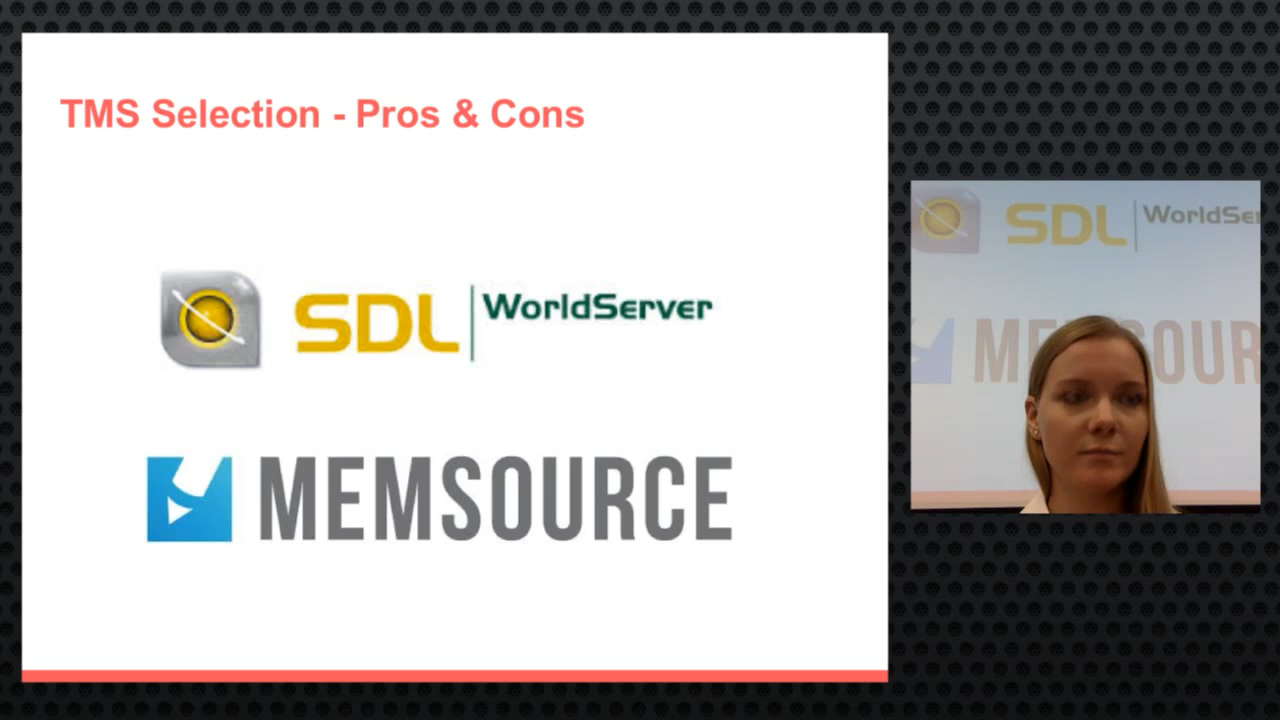 TMS Selection - Pros & Cons
SDL WorldServer
MEMSOURCE
SDL WorldSer
MEMSOUR